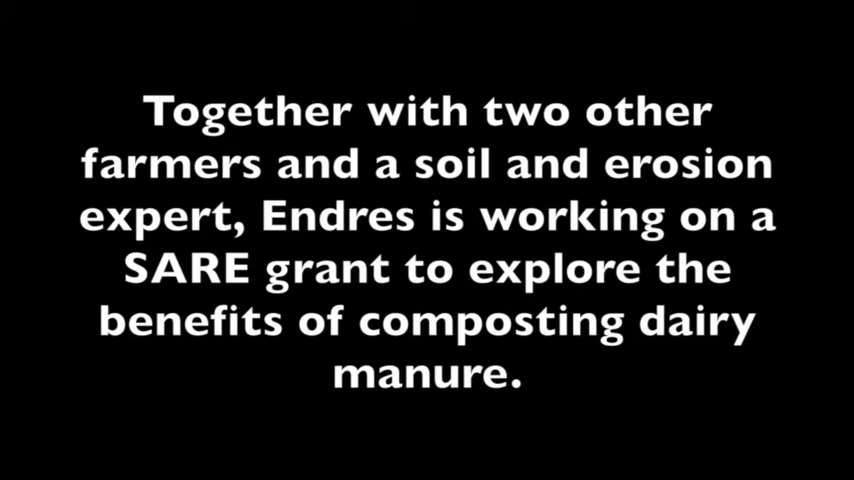 Together with two other
farmers and a soil and erosion
expert, Endres is working on a
SARE grant to explore the
benefits of composting dairy
manure.